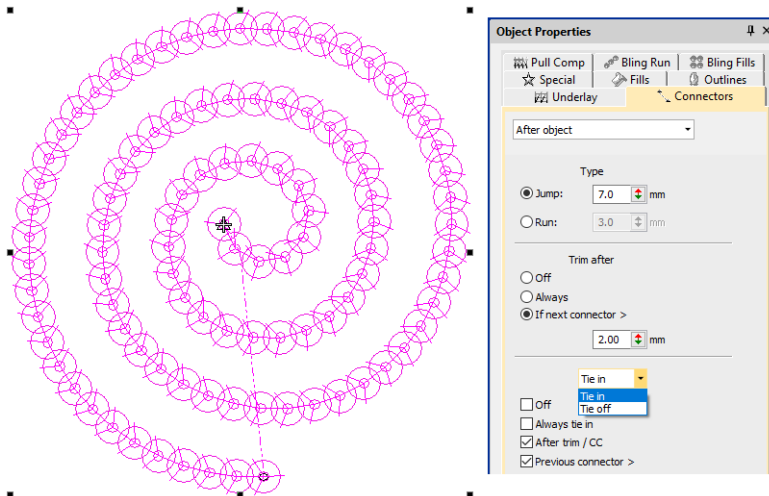 Object Properties
Pull Comp Bling Run Bling Fills
Special Fills Outlines
Underlay Connectors
After object
Type
Jump: 7.0 mm
Run: 3.0 mm
Trim after
Off
Always
If next connector >
2.00 mm
Tie in
Tie in
Off Tie off
Always tie in
After trim / CC
Previous connector >